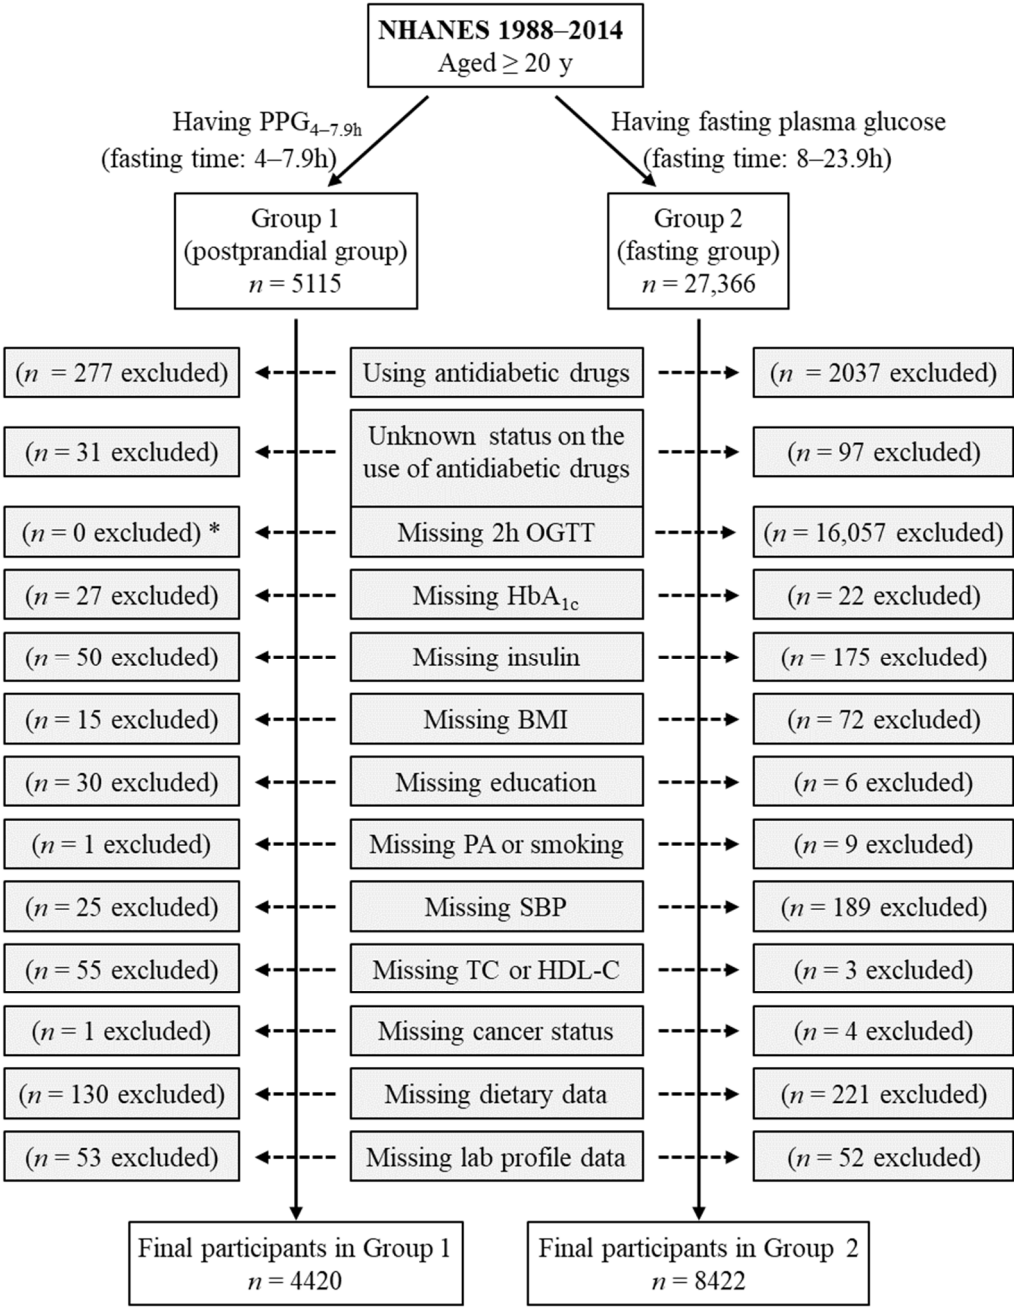 NHANES 1988–2014
Aged ≥ 20 y
Having PPG4–7.9h
(fasting time: 4–7.9h)
Having fasting plasma glucose
(fasting time: 8–23.9h)
Group 1
(postprandial group)
n = 5115
Group 2
(fasting group)
n = 27,366
(n = 277 excluded)
Using antidiabetic drugs
(n = 2037 excluded)
(n = 31 excluded)
Unknown status on the
use of antidiabetic drugs
(n = 97 excluded)
(n = 0 excluded) *
Missing 2h OGTT
(n = 16,057 excluded)
(n = 27 excluded)
Missing HbA1c
(n = 22 excluded)
(n = 50 excluded)
Missing insulin
(n = 175 excluded)
(n = 15 excluded)
Missing BMI
(n = 72 excluded)
(n = 30 excluded)
Missing education
(n = 6 excluded)
(n = 1 excluded)
Missing PA or smoking
(n = 9 excluded)
(n = 25 excluded)
Missing SBP
(n = 189 excluded)
(n = 55 excluded)
Missing TC or HDL-C
(n = 3 excluded)
(n = 1 excluded)
Missing cancer status
(n = 4 excluded)
(n = 130 excluded)
Missing dietary data
(n = 221 excluded)
(n = 53 excluded)
Missing lab profile data
(n = 52 excluded)
Final participants in Group 1
n = 4420
Final participants in Group 2
n = 8422